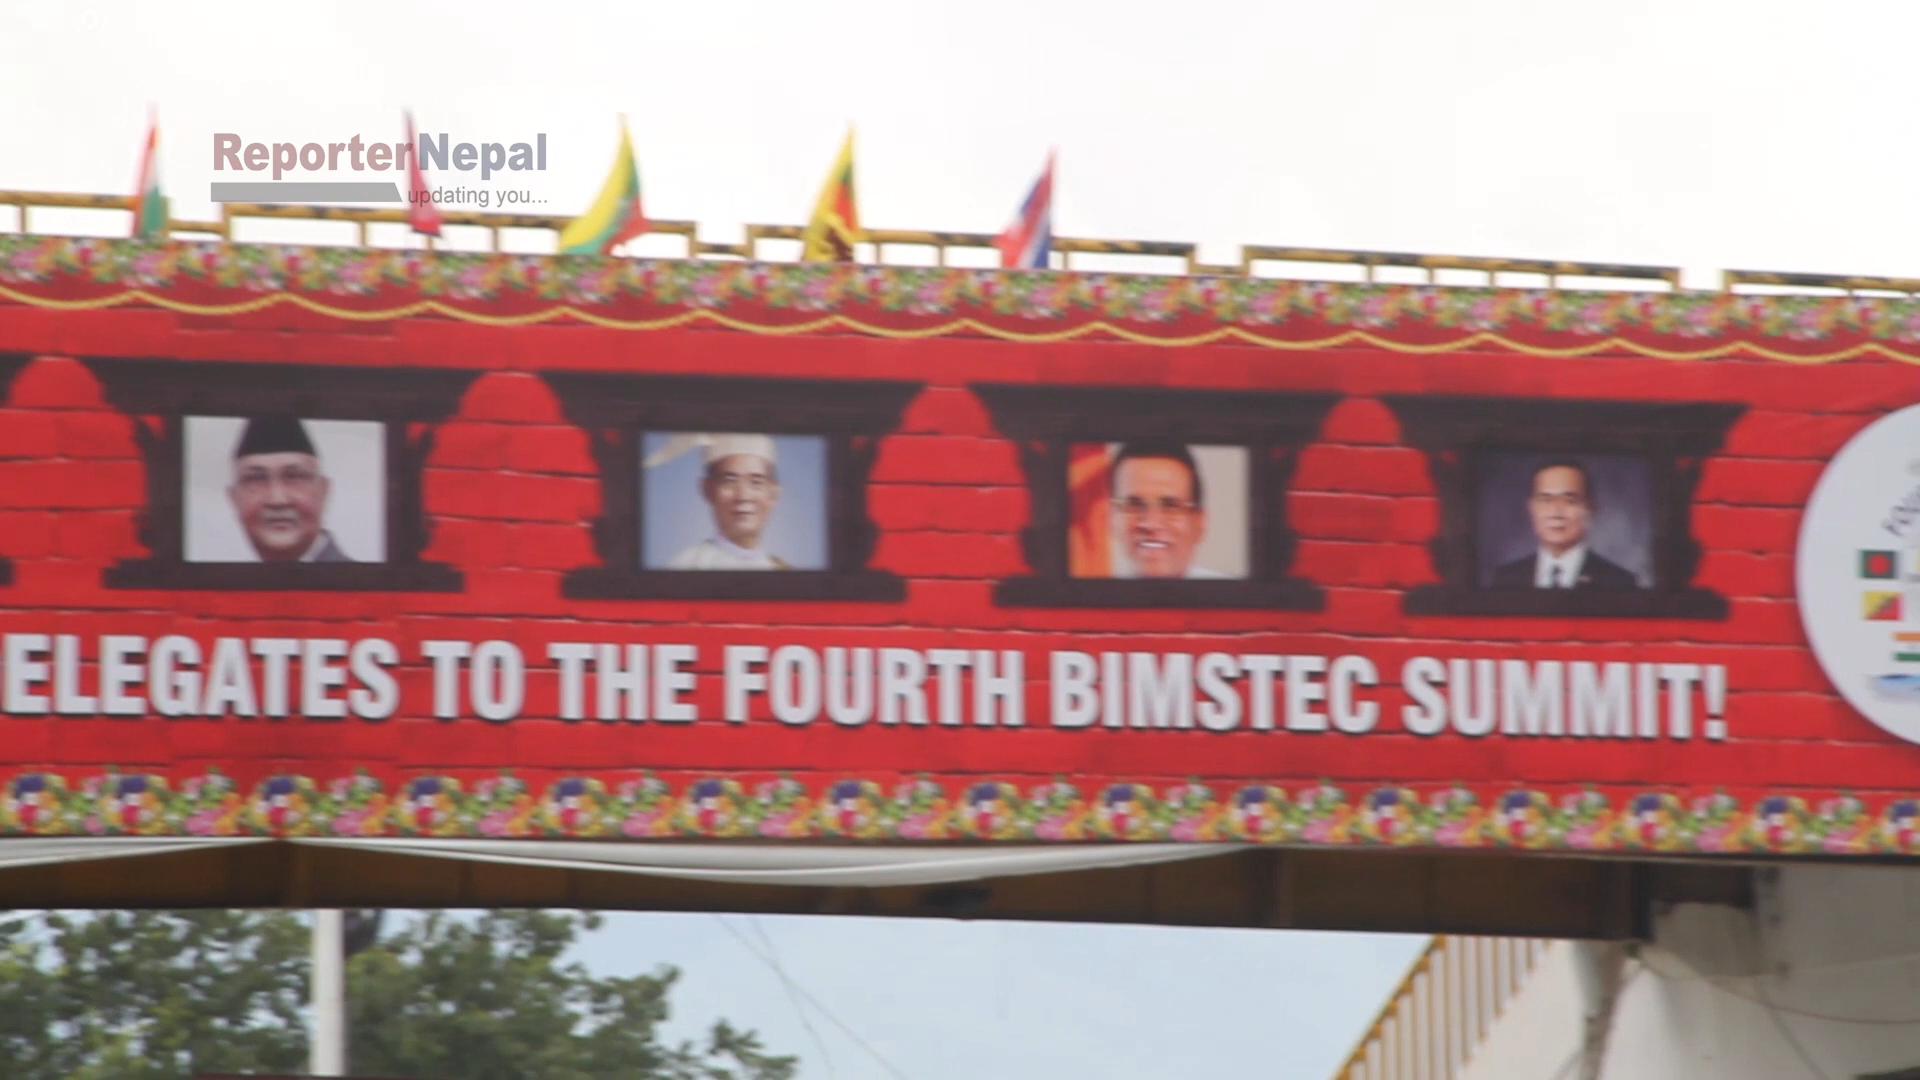 ReporterNepal
updating you...
ELEGATES TO THE FOURTH BIMSTEC SUMMIT!